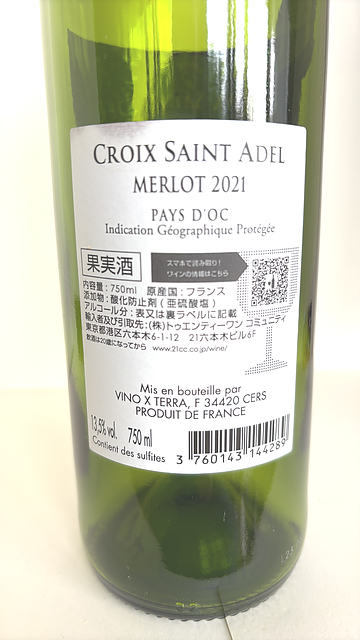 CROIX SAINT ADEL
MERLOT 2021
PAYS D'OC
Indication Géographique Protégée
果実酒
スマホで読み取り!
ワインの情報はこちら
内容量:750ml 原産国:フランス
添加物:酸化防止剤(亜硫酸塩)
アルコール分:表又は裏ラベルに記載
輸入者及び引取先:(株)トゥエンティーワン コミュニティ
東京都港区六本木6-1-12 21六本木ビル6F
飲酒は20歳になってから www.21cc.co.jp/wine/
Mis en bouteille par
VINO X TERRA, F 34420 CERS
PRODUIT DE FRANCE
13,5% vol. 750 ml
Contient des sulfites
3 760143 144289